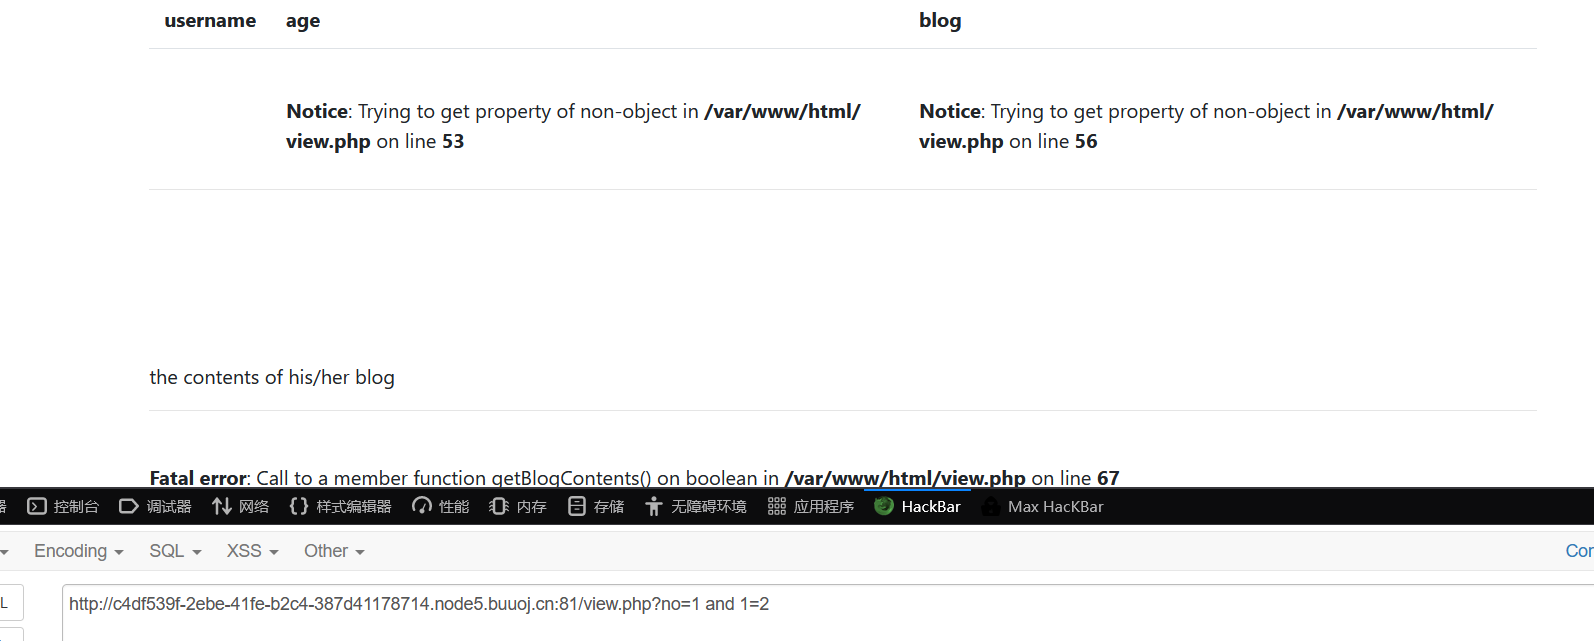 username age blog
Notice: Trying to get property of non-object in /var/www/html/
view.php on line 53
Notice: Trying to get property of non-object in /var/www/html/
view.php on line 56
the contents of his/her blog
Fatal error: Call to a member function getBlogContents() on boolean in /var/www/html/view.php on line 67
控制台 调试器 网络 样式编辑器 性能 内存 存储 无障碍环境 应用程序 HackBar Max HacKBar
Encoding SQL XSS Other Cor
L http://c4df539f-2ebe-41fe-b2c4-387d41178714.node5.buuoj.cn:81/view.php?no=1 and 1=2